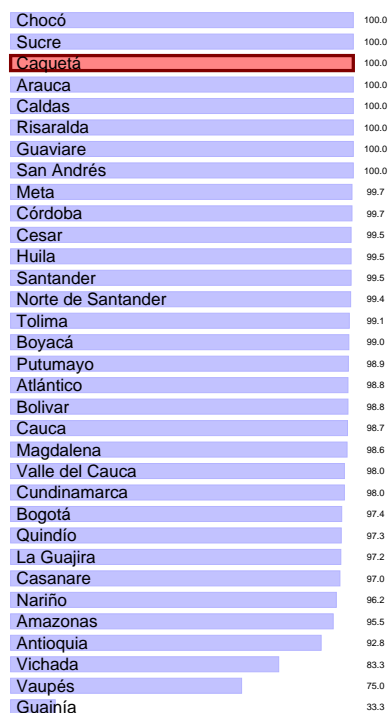 Chocó 100.0
Sucre 100.0
Caquetá 100.0
Arauca 100.0
Caldas 100.0
Risaralda 100.0
Guaviare 100.0
San Andrés 100.0
Meta 99.7
Córdoba 99.7
Cesar 99.5
Huila 99.5
Santander 99.5
Norte de Santander 99.4
Tolima 99.1
Boyacá 99.0
Putumayo 98.9
Atlántico 98.8
Bolivar 98.8
Cauca 98.7
Magdalena 98.6
Valle del Cauca 98.0
Cundinamarca 98.0
Bogotá 97.4
Quindío 97.3
La Guajira 97.2
Casanare 97.0
Nariño 96.2
Amazonas 95.5
Antioquia 92.8
Vichada 83.3
Vaupés 75.0
Guainía 33.3